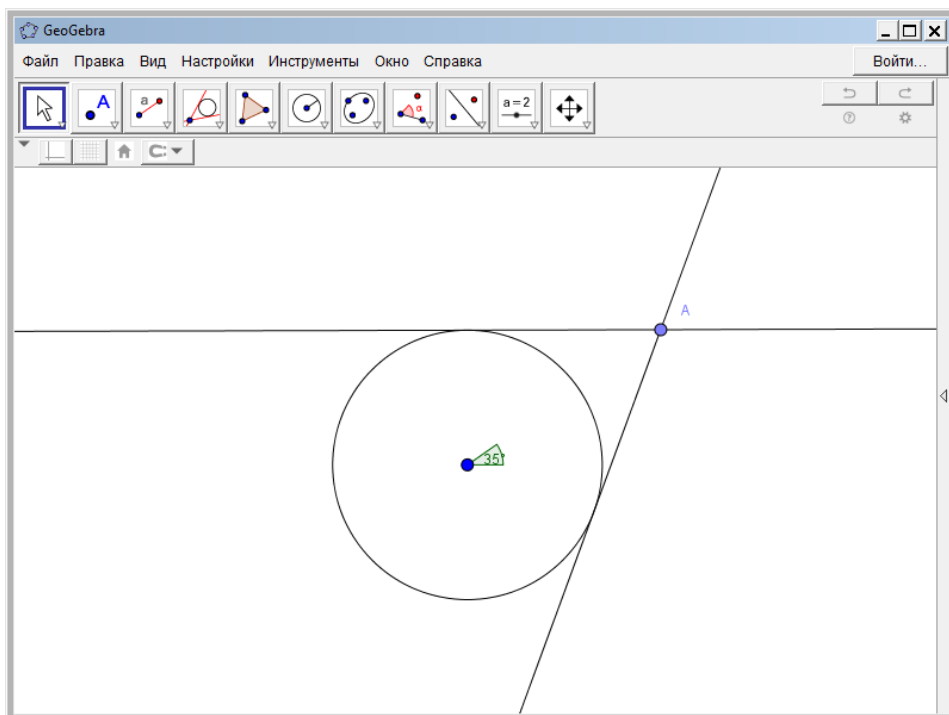 GeoGebra
Файл Правка Вид Настройки Инструменты Окно Справка Войти...
A a α a=2
A
35°